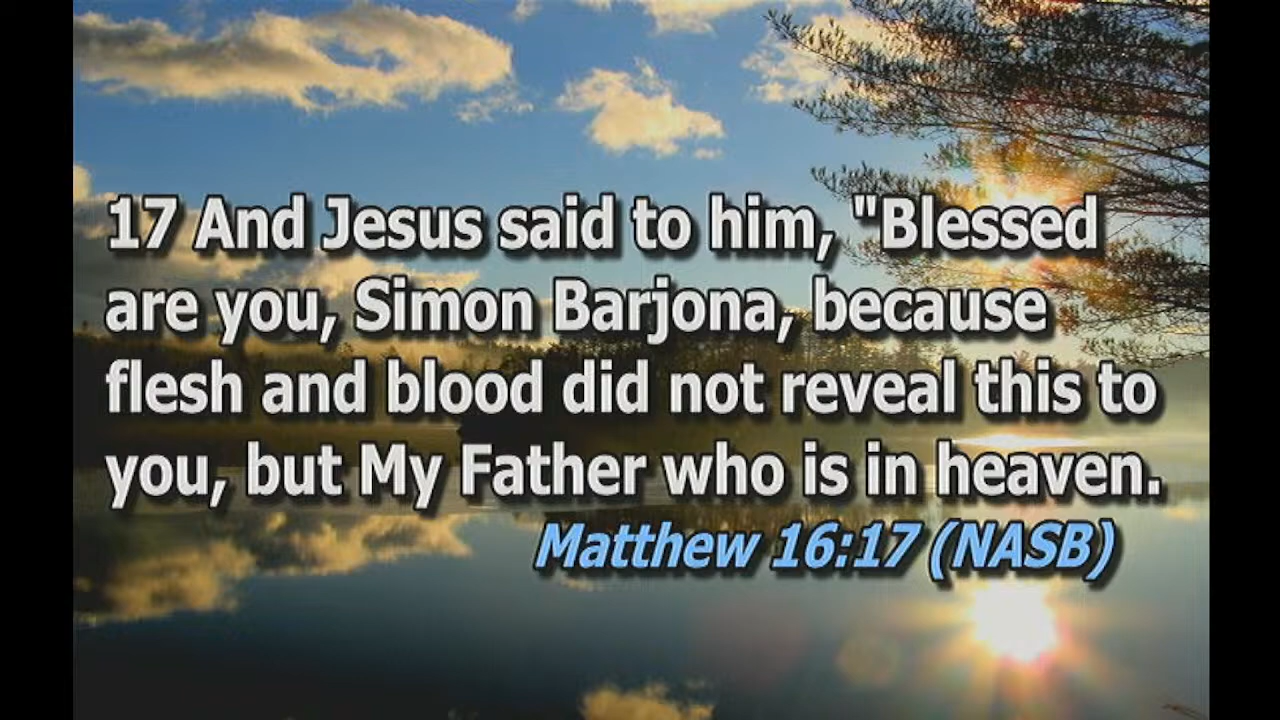 17 And Jesus said to him, "Blessed
are you, Simon Barjona, because
flesh and blood did not reveal this to
you, but My Father who is in heaven.
Matthew 16:17 (NASB)